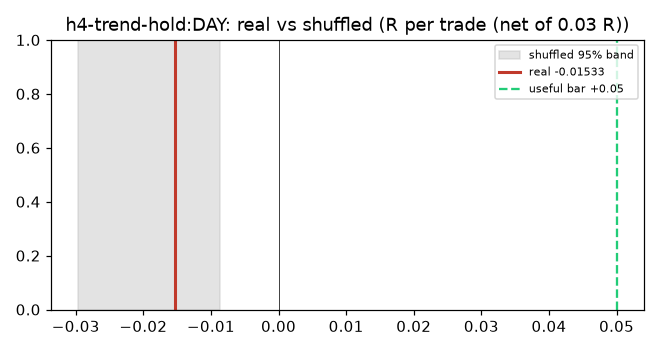 h4-trend-hold:DAY: real vs shuffled (R per trade (net of 0.03 R))
shuffled 95% band
real -0.01533
useful bar +0.05
1.0
0.8
0.6
0.4
0.2
0.0
−0.03 −0.02 −0.01 0.00 0.01 0.02 0.03 0.04 0.05